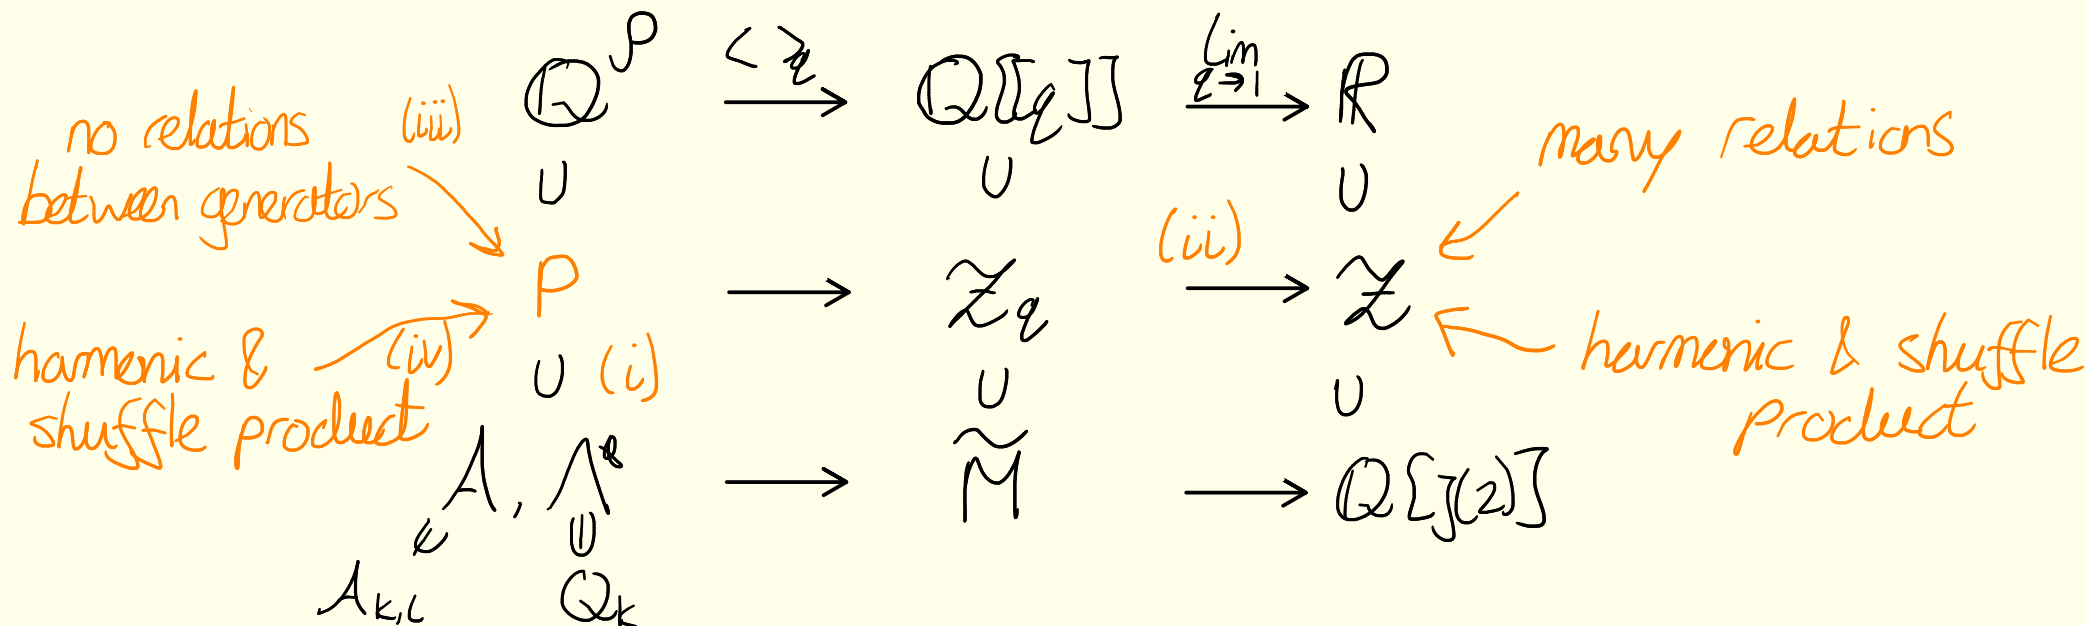 ℚ^𝒫 ⟨ ⟩_q → ℚ[[q]] lim_{q→1} → ℝ
no relations (iii)
between generators
many relations
∪ ∪ ∪
P → 𝒵_q (ii) → 𝒵
harmonic & (iv)
shuffle product
∪ (i) ∪ ∪
harmonic & shuffle
product
A, Λ* → M̃ → ℚ[ζ(2)]
A_{k,l} Q_k